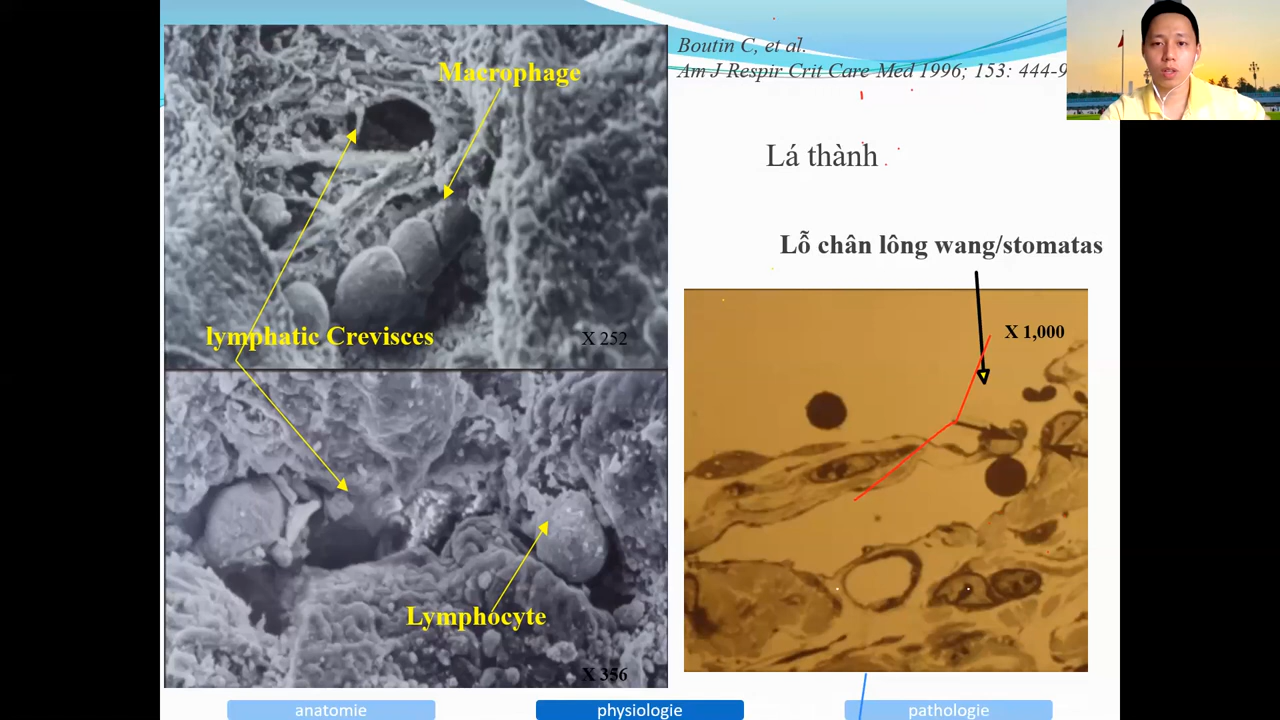 Boutin C, et al.
Am J Respir Crit Care Med 1996; 153: 444-9
Macrophage
Lá thành
Lỗ chân lông wang/stomatas
lymphatic Crevisces
X 252
X 1,000
Lymphocyte
X 356
anatomie
physiologie
pathologie